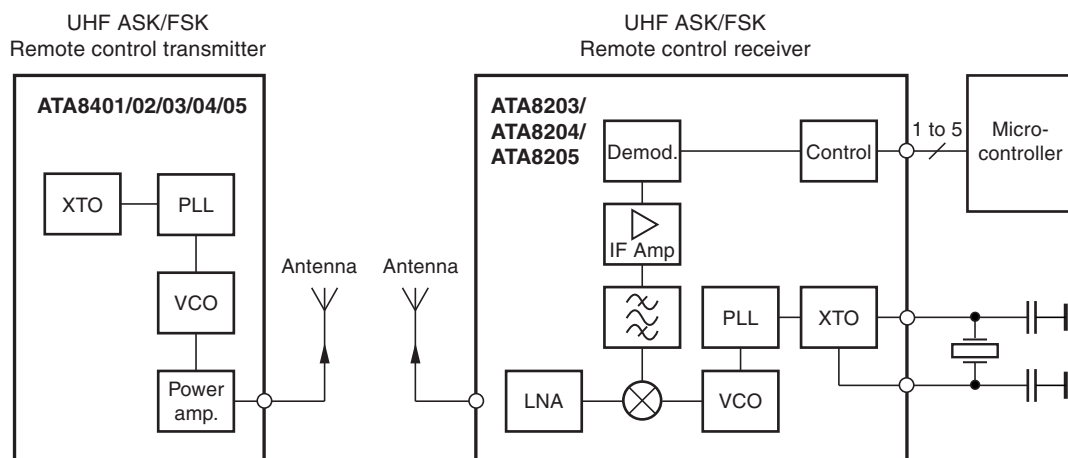 UHF ASK/FSK
Remote control transmitter
UHF ASK/FSK
Remote control receiver
ATA8401/02/03/04/05
XTO
PLL
VCO
Power
amp.
Antenna
Antenna
ATA8203/
ATA8204/
ATA8205
Demod.
Control
1 to 5
Micro-
controller
IF Amp
PLL
XTO
LNA
VCO